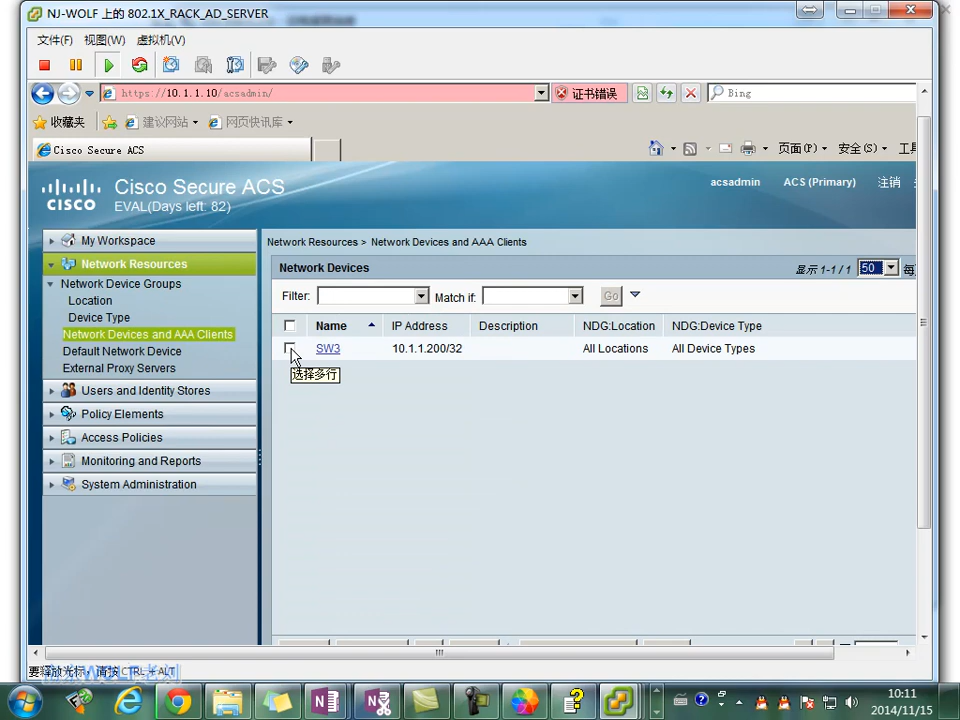 NJ-WOLF 上的 802.1X_RACK_AD_SERVER
文件(F) 视图(W) 虚拟机(V)
https://10.1.1.10/acsadmin/ 证书错误 Bing
收藏夹 建议网站 网页快讯库
Cisco Secure ACS 页面(P) 安全(S) 工具
CISCO Cisco Secure ACS
EVAL(Days left: 82)
acsadmin ACS (Primary) 注销
My Workspace
Network Resources
Network Device Groups
Location
Device Type
Network Devices and AAA Clients
Default Network Device
External Proxy Servers
Users and Identity Stores
Policy Elements
Access Policies
Monitoring and Reports
System Administration
Network Resources > Network Devices and AAA Clients
Network Devices 显示 1-1 / 1 50 每
Filter: Match if: Go
Name IP Address Description NDG:Location NDG:Device Type
SW3 10.1.1.200/32 All Locations All Device Types
选择多行
要释放光标，请按 CTRL + ALT
10:11
2014/11/15